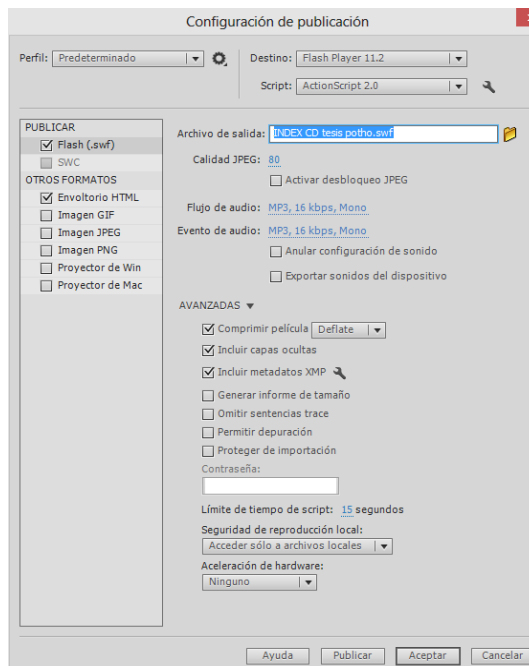 Configuración de publicación
Perfil: Predeterminado
Destino: Flash Player 11.2
Script: ActionScript 2.0
PUBLICAR
Flash (.swf)
SWC
OTROS FORMATOS
Envoltorio HTML
Imagen GIF
Imagen JPEG
Imagen PNG
Proyector de Win
Proyector de Mac
Archivo de salida: INDEX CD tesis potho.swf
Calidad JPEG: 80
Activar desbloqueo JPEG
Flujo de audio: MP3, 16 kbps, Mono
Evento de audio: MP3, 16 kbps, Mono
Anular configuración de sonido
Exportar sonidos del dispositivo
AVANZADAS
Comprimir película Deflate
Incluir capas ocultas
Incluir metadatos XMP
Generar informe de tamaño
Omitir sentencias trace
Permitir depuración
Proteger de importación
Contraseña:
Límite de tiempo de script: 15 segundos
Seguridad de reproducción local:
Acceder sólo a archivos locales
Aceleración de hardware:
Ninguno
Ayuda Publicar Aceptar Cancelar